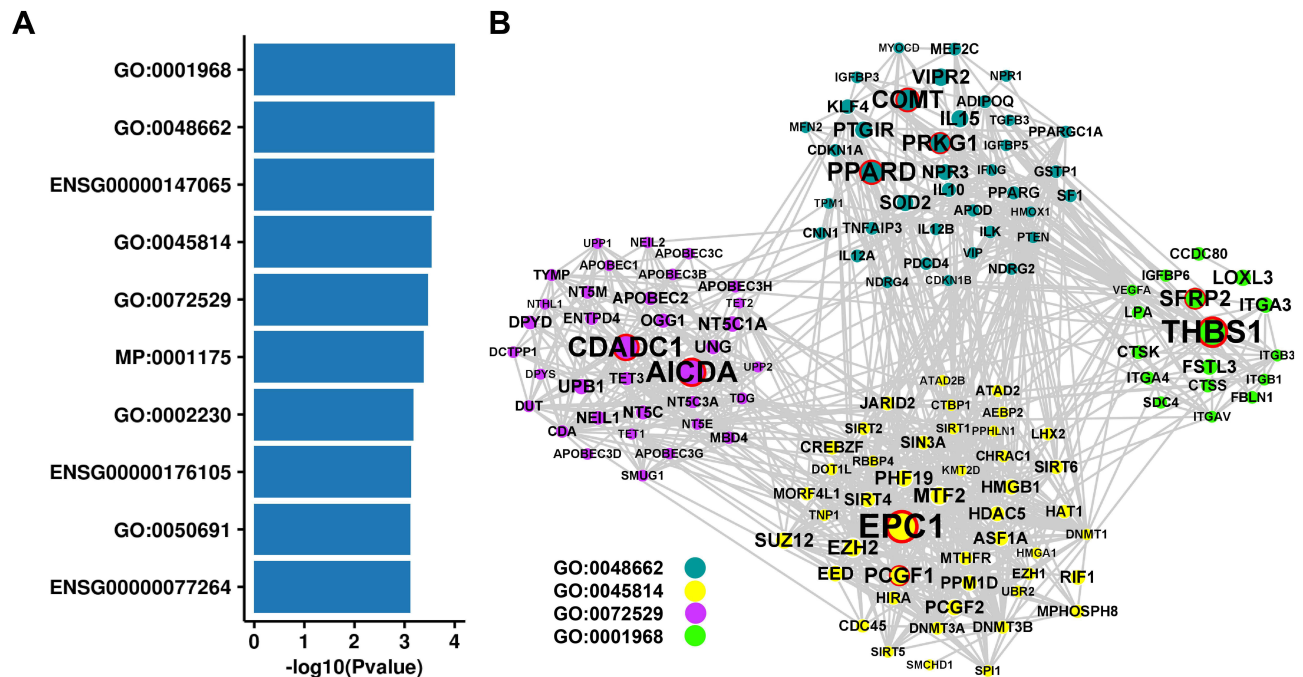 A
GO:0001968
GO:0048662
ENSG00000147065
GO:0045814
GO:0072529
MP:0001175
GO:0002230
ENSG00000176105
GO:0050691
ENSG00000077264
0 1 2 3 4
-log10(Pvalue)
B
MYOCD
MEF2C
IGFBP3
VIPR2
NPR1
COMT
KLF4
ADIPOQ
IL15
TGFB3
MFN2
PTGIR
PPARGC1A
PRKG1
IGFBP5
CDKN1A
PPARD
NPR3
IFNG
GSTP1
IL10
PPARG
SF1
TPM1
SOD2
APOD
HMOX1
CNN1
TNFAIP3
IL12B
ILK
PTEN
IL12A
PDCD4
VIP
NDRG2
NDRG4
CDKN1B
UPP1
NEIL2
APOBEC3C
APOBEC1
TYMP
APOBEC3B
NT5M
APOBEC3H
NTHL1
APOBEC2
TET2
DPYD
ENTPD4
OGG1
NT5C1A
CDADC1
UNG
DCTPP1
DPYS
TET3
AICDA
UPP2
UPB1
DUT
NT5C3A
TDG
NEIL1
NT5C
NT5E
CDA
TET1
MBD4
APOBEC3D
APOBEC3G
SMUG1
CCDC80
IGFBP6
LOXL3
VEGFA
SFRP2
ITGA3
LPA
THBS1
CTSK
ITGB3
FSTL3
ITGA4
CTSS
ITGB1
SDC4
FBLN1
ITGAV
ATAD2B
ATAD2
JARID2
CTBP1
AEBP2
SIRT2
SIRT1
PPHLN1
LHX2
CREBZF
SIN3A
RBBP4
CHRAC1
DOT1L
KMT2D
SIRT6
PHF19
MORF4L1
SIRT4
MTF2
HMGB1
TNP1
HDAC5
HAT1
EPC1
SUZ12
ASF1A
DNMT1
EZH2
MTHFR
HMGA1
EED
PCGF1
PPM1D
EZH1
RIF1
HIRA
UBR2
PCGF2
MPHOSPH8
CDC45
DNMT3A
DNMT3B
SIRT5
SMCHD1
SPI1
GO:0048662
GO:0045814
GO:0072529
GO:0001968